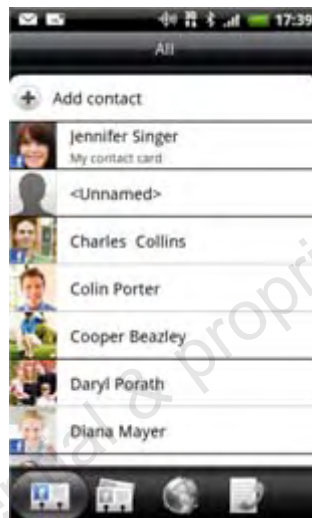 17:39
All
Add contact
Jennifer Singer
My contact card
<Unnamed>
Charles Collins
Colin Porter
Cooper Beazley
Daryl Porath
Diana Mayer